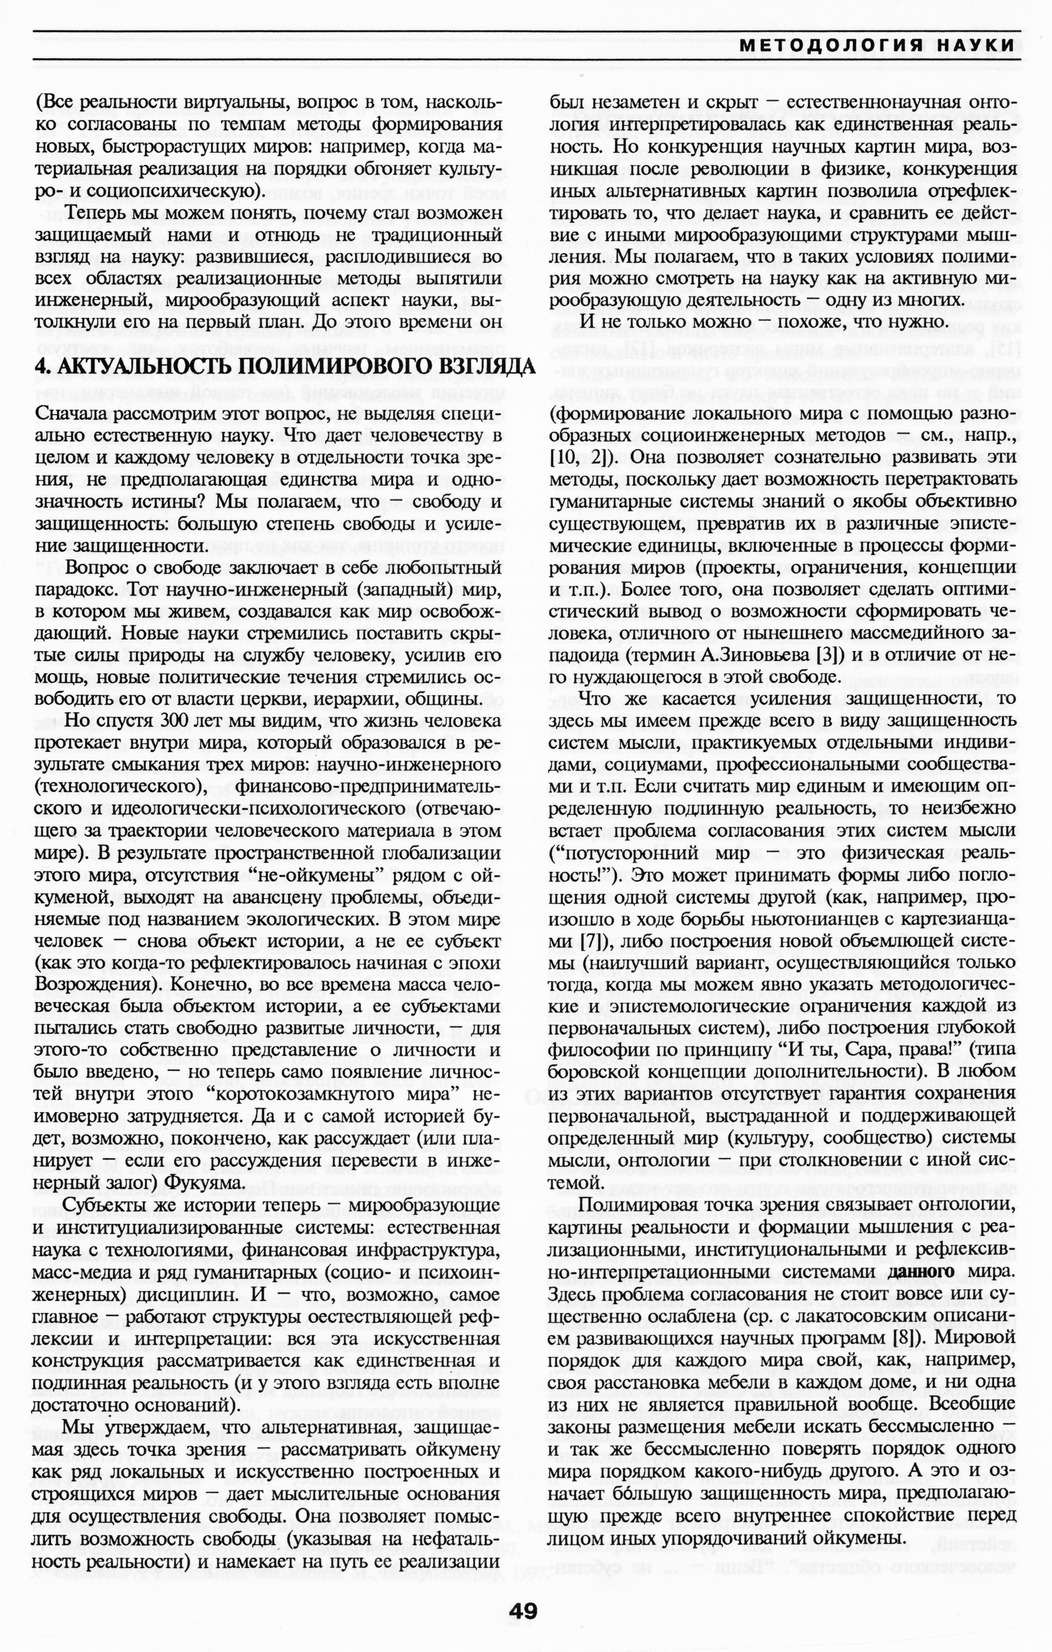 МЕТОДОЛОГИЯ НАУКИ
(Все реальности виртуальны, вопрос в том, насколь-
ко согласованы по темпам методы формирования
новых, быстрорастущих миров: например, когда ма-
териальная реализация на порядки обгоняет культу-
ро- и социопсихическую).
Теперь мы можем понять, почему стал возможен
защищаемый нами и отнюдь не традиционный
взгляд на науку: развившиеся, расплодившиеся во
всех областях реализационные методы выпятили
инженерный, мирообразующий аспект науки, вы-
толкнули его на первый план. До этого времени он
был незаметен и скрыт — естественнонаучная онто-
логия интерпретировалась как единственная реаль-
ность. Но конкуренция научных картин мира, воз-
никшая после революции в физике, конкуренция
иных альтернативных картин позволила отрефлек-
тировать то, что делает наука, и сравнить ее дейст-
вие с иными мирообразующими структурами мыш-
ления. Мы полагаем, что в таких условиях полими-
рия можно смотреть на науку как на активную ми-
рообразующую деятельность — одну из многих.
И не только можно — похоже, что нужно.
4. АКТУАЛЬНОСТЬ ПОЛИМИРОВОГО ВЗГЛЯДА
Сначала рассмотрим этот вопрос, не выделяя специ-
ально естественную науку. Что дает человечеству в
целом и каждому человеку в отдельности точка зре-
ния, не предполагающая единства мира и одно-
значность истины? Мы полагаем, что — свободу и
защищенность: большую степень свободы и усиле-
ние защищенности.
Вопрос о свободе заключает в себе любопытный
парадокс. Тот научно-инженерный (западный) мир,
в котором мы живем, создавался как мир освобож-
дающий. Новые науки стремились поставить скры-
тые силы природы на службу человеку, усилив его
мощь, новые политические течения стремились ос-
вободить его от власти церкви, иерархии, общины.
Но спустя 300 лет мы видим, что жизнь человека
протекает внутри мира, который образовался в ре-
зультате смыкания трех миров: научно-инженерного
(технологического), финансово-предприниматель-
ского и идеологически-психологического (отвечаю-
щего за траектории человеческого материала в этом
мире). В результате пространственной глобализации
этого мира, отсутствия “не-ойкумены” рядом с ой-
куменой, выходят на авансцену проблемы, объеди-
няемые под названием экологических. В этом мире
человек — снова объект истории, а не ее субъект
(как это когда-то рефлектировалось начиная с эпохи
Возрождения). Конечно, во все времена масса чело-
веческая была объектом истории, а ее субъектами
пытались стать свободно развитые личности, — для
этого-то собственно представление о личности и
было введено, — но теперь само появление личнос-
тей внутри этого “короткозамкнутого мира” не-
имоверно затрудняется. Да и с самой историей бу-
дет, возможно, покончено, как рассуждает (или пла-
нирует — если его рассуждения перевести в инже-
нерный залог) Фукуяма.
Субъекты же истории теперь — мирообразующие
и институциализированные системы: естественная
наука с технологиями, финансовая инфраструктура,
масс-медиа и ряд гуманитарных (социо- и психоин-
женерных) дисциплин. И — что, возможно, самое
главное — работают структуры оестествляющей реф-
лексии и интерпретации: вся эта искусственная
конструкция рассматривается как единственная и
подлинная реальность (и у этого взгляда есть вполне
достаточно оснований).
Мы утверждаем, что альтернативная, защищае-
мая здесь точка зрения — рассматривать ойкумену
как ряд локальных и искусственно построенных и
строящихся миров — дает мыслительные основания
для осуществления свободы. Она позволяет помыс-
лить возможность свободы (указывая на нефаталь-
ность реальности) и намекает на путь ее реализации
(формирование локального мира с помощью разно-
образных социоинженерных методов — см., напр.,
[10, 2]). Она позволяет сознательно развивать эти
методы, поскольку дает возможность перетрактовать
гуманитарные системы знаний о якобы объективно
существующем, превратив их в различные эписте-
мические единицы, включенные в процессы форми-
рования миров (проекты, ограничения, концепции
и т.п.). Более того, она позволяет сделать оптими-
стический вывод о возможности сформировать че-
ловека, отличного от нынешнего массмедийного за-
падоида (термин А.Зиновьева [3]) и в отличие от не-
го нуждающегося в этой свободе.
Что же касается усиления защищенности, то
здесь мы имеем прежде всего в виду защищенность
систем мысли, практикуемых отдельными индиви-
дами, социумами, профессиональными сообщества-
ми и т.п. Если считать мир единым и имеющим оп-
ределенную подлинную реальность, то неизбежно
встает проблема согласования этих систем мысли
(“потусторонний мир — это физическая реаль-
ность!”). Это может принимать формы либо погло-
щения одной системы другой (как, например, про-
изошло в ходе борьбы ньютонианцев с картезианца-
ми [7]), либо построения новой объемлющей систе-
мы (наилучший вариант, осуществляющийся только
тогда, когда мы можем явно указать методологичес-
кие и эпистемологические ограничения каждой из
первоначальных систем), либо построения глубокой
философии по принципу “И ты, Сара, права!” (типа
боровской концепции дополнительности). В любом
из этих вариантов отсутствует гарантия сохранения
первоначальной, выстраданной и поддерживающей
определенный мир (культуру, сообщество) системы
мысли, онтологии — при столкновении с иной сис-
темой.
Полимировая точка зрения связывает онтологии,
картины реальности и формации мышления с реа-
лизационными, институциональными и рефлексив-
но-интерпретационными системами данного мира.
Здесь проблема согласования не стоит вовсе или су-
щественно ослаблена (ср. с лакатосовским описани-
ем развивающихся научных программ [8]). Мировой
порядок для каждого мира свой, как, например,
своя расстановка мебели в каждом доме, и ни одна
из них не является правильной вообще. Всеобщие
законы размещения мебели искать бессмысленно —
и так же бессмысленно поверять порядок одного
мира порядком какого-нибудь другого. А это и оз-
начает бо́льшую защищенность мира, предполагаю-
щую прежде всего внутреннее спокойствие перед
лицом иных упорядочиваний ойкумены.
49